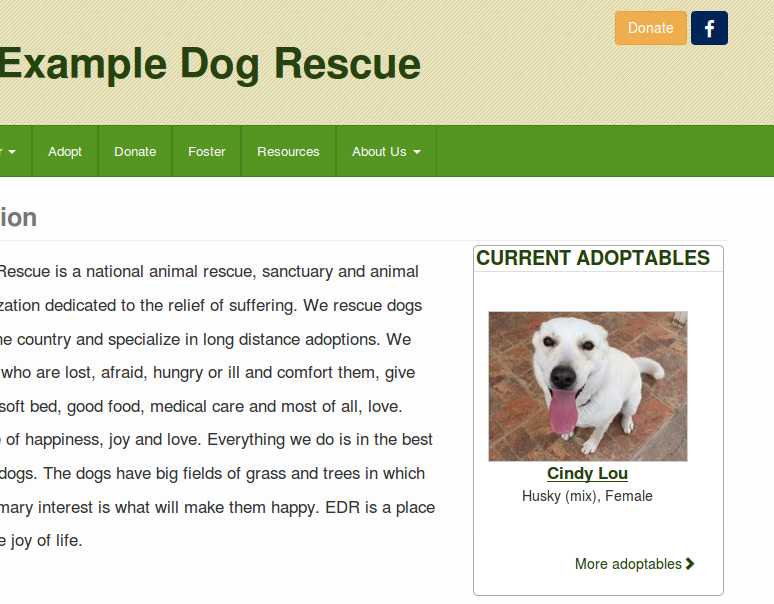 Donate
f
Example Dog Rescue
Adopt
Donate
Foster
Resources
About Us
ion
Rescue is a national animal rescue, sanctuary and animal
zation dedicated to the relief of suffering. We rescue dogs
he country and specialize in long distance adoptions. We
who are lost, afraid, hungry or ill and comfort them, give
soft bed, good food, medical care and most of all, love.
of happiness, joy and love. Everything we do is in the best
dogs. The dogs have big fields of grass and trees in which
mary interest is what will make them happy. EDR is a place
e joy of life.
CURRENT ADOPTABLES
Cindy Lou
Husky (mix), Female
More adoptables